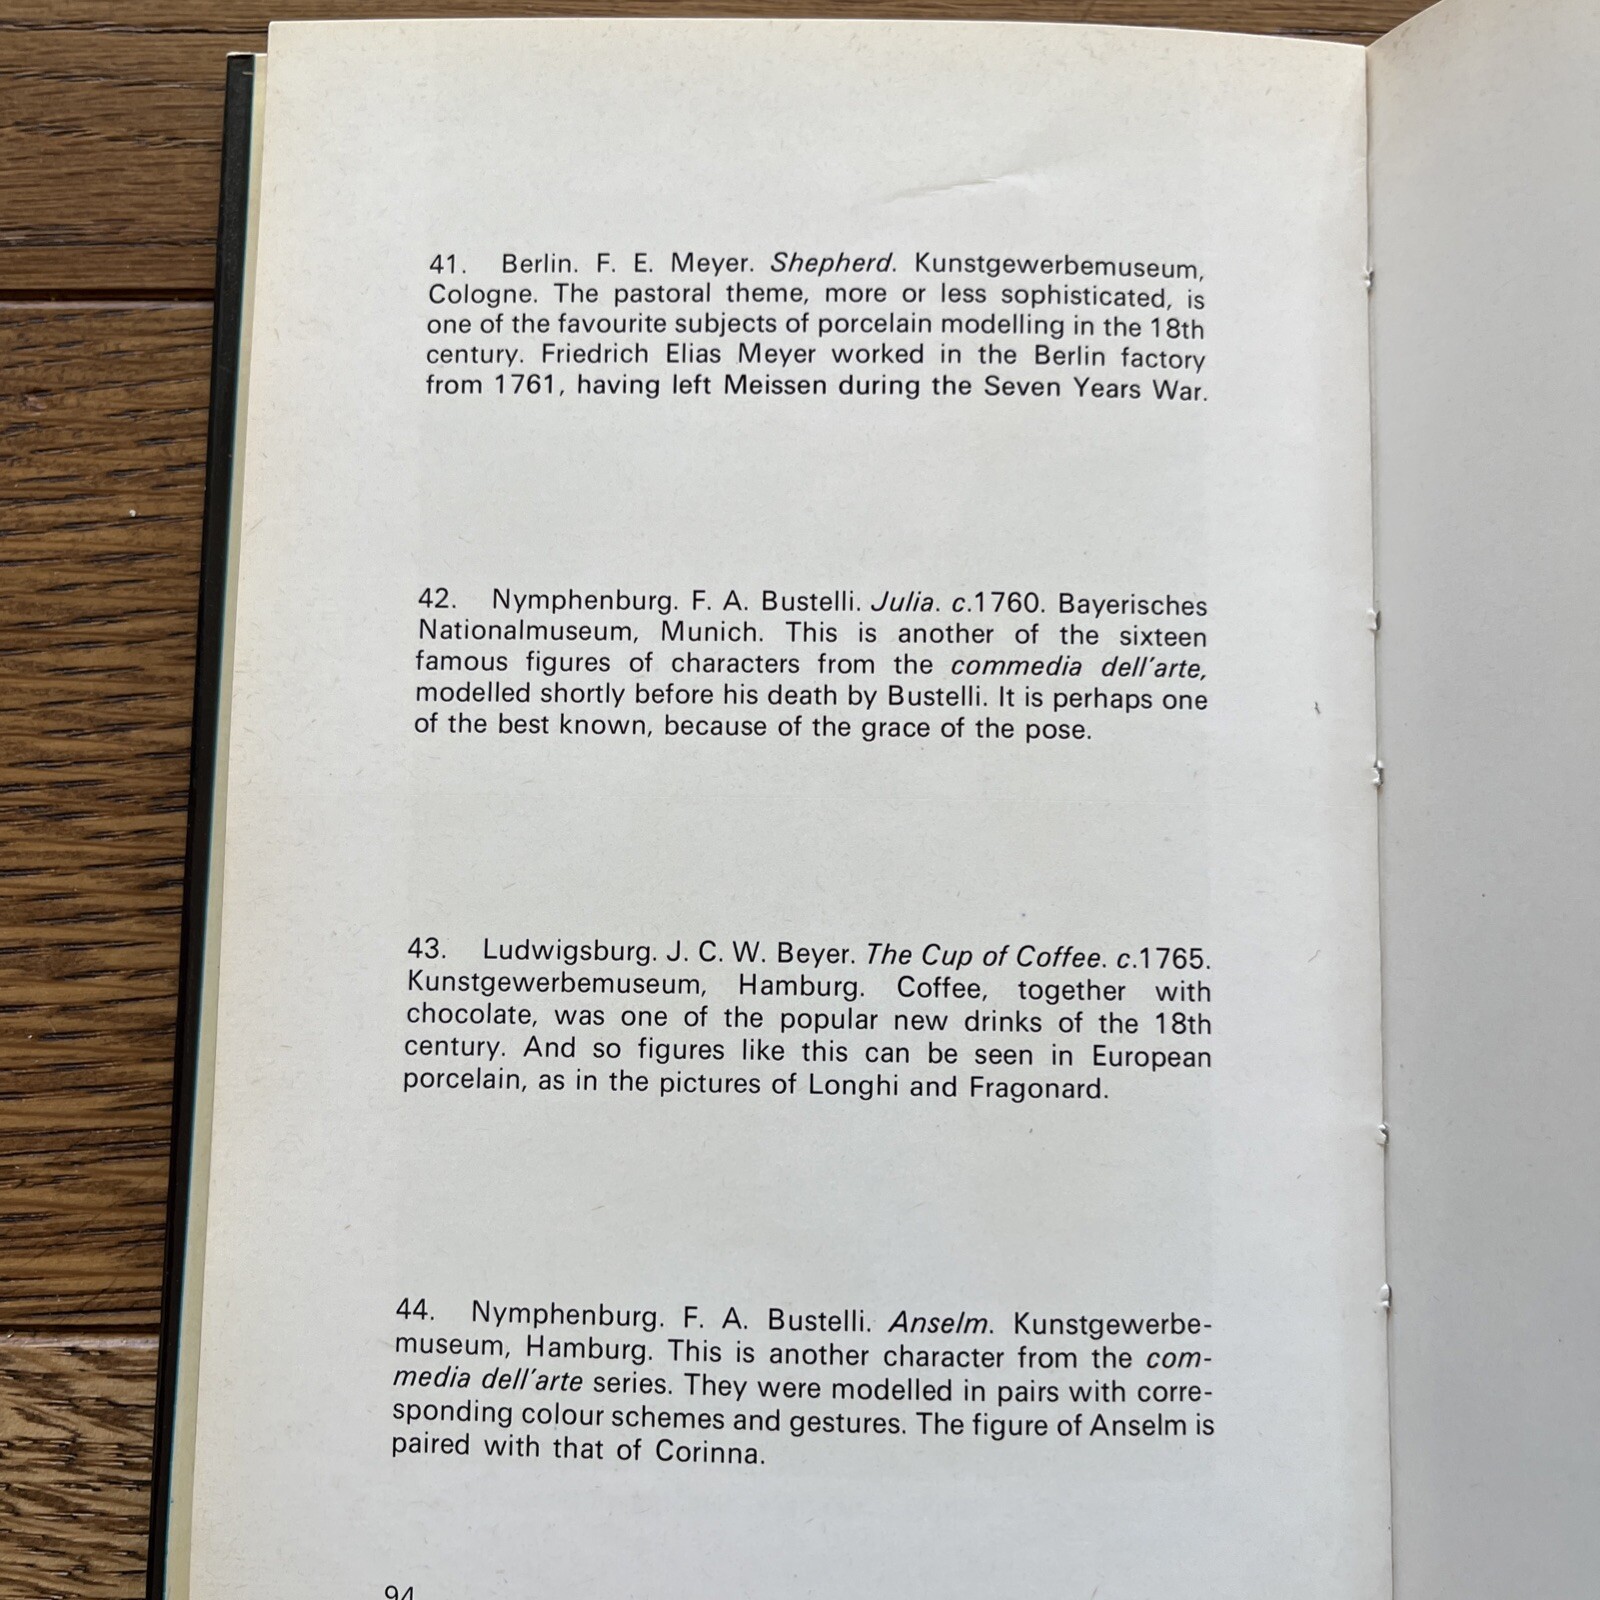 41. Berlin. F. E. Meyer. Shepherd. Kunstgewerbemuseum,
Cologne. The pastoral theme, more or less sophisticated, is
one of the favourite subjects of porcelain modelling in the 18th
century. Friedrich Elias Meyer worked in the Berlin factory
from 1761, having left Meissen during the Seven Years War.
42. Nymphenburg. F. A. Bustelli. Julia. c.1760. Bayerisches
Nationalmuseum, Munich. This is another of the sixteen
famous figures of characters from the commedia dell'arte,
modelled shortly before his death by Bustelli. It is perhaps one
of the best known, because of the grace of the pose.
43. Ludwigsburg. J. C. W. Beyer. The Cup of Coffee. c.1765.
Kunstgewerbemuseum, Hamburg. Coffee, together with
chocolate, was one of the popular new drinks of the 18th
century. And so figures like this can be seen in European
porcelain, as in the pictures of Longhi and Fragonard.
44. Nymphenburg. F. A. Bustelli. Anselm. Kunstgewerbe-
museum, Hamburg. This is another character from the com-
media dell'arte series. They were modelled in pairs with corre-
sponding colour schemes and gestures. The figure of Anselm is
paired with that of Corinna.
94